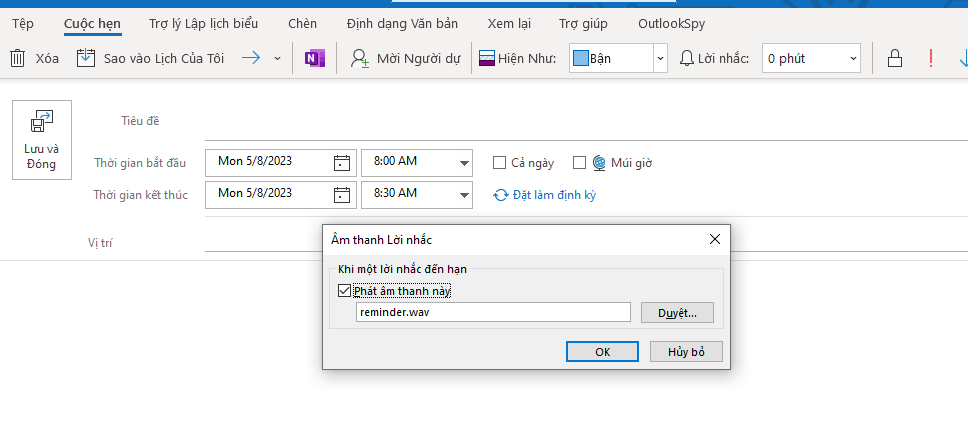 Tệp Cuộc hẹn Trợ lý Lập lịch biểu Chèn Định dạng Văn bản Xem lại Trợ giúp OutlookSpy
Xóa Sao vào Lịch Của Tôi N Mời Người dự Hiện Như: Bận Lời nhắc: 0 phút
Lưu và
Đóng
Tiêu đề
Thời gian bắt đầu Mon 5/8/2023 8:00 AM Cả ngày Múi giờ
Thời gian kết thúc Mon 5/8/2023 8:30 AM Đặt làm định kỳ
Vị trí
Âm thanh Lời nhắc
Khi một lời nhắc đến hạn
Phát âm thanh này
reminder.wav Duyệt...
OK Hủy bỏ